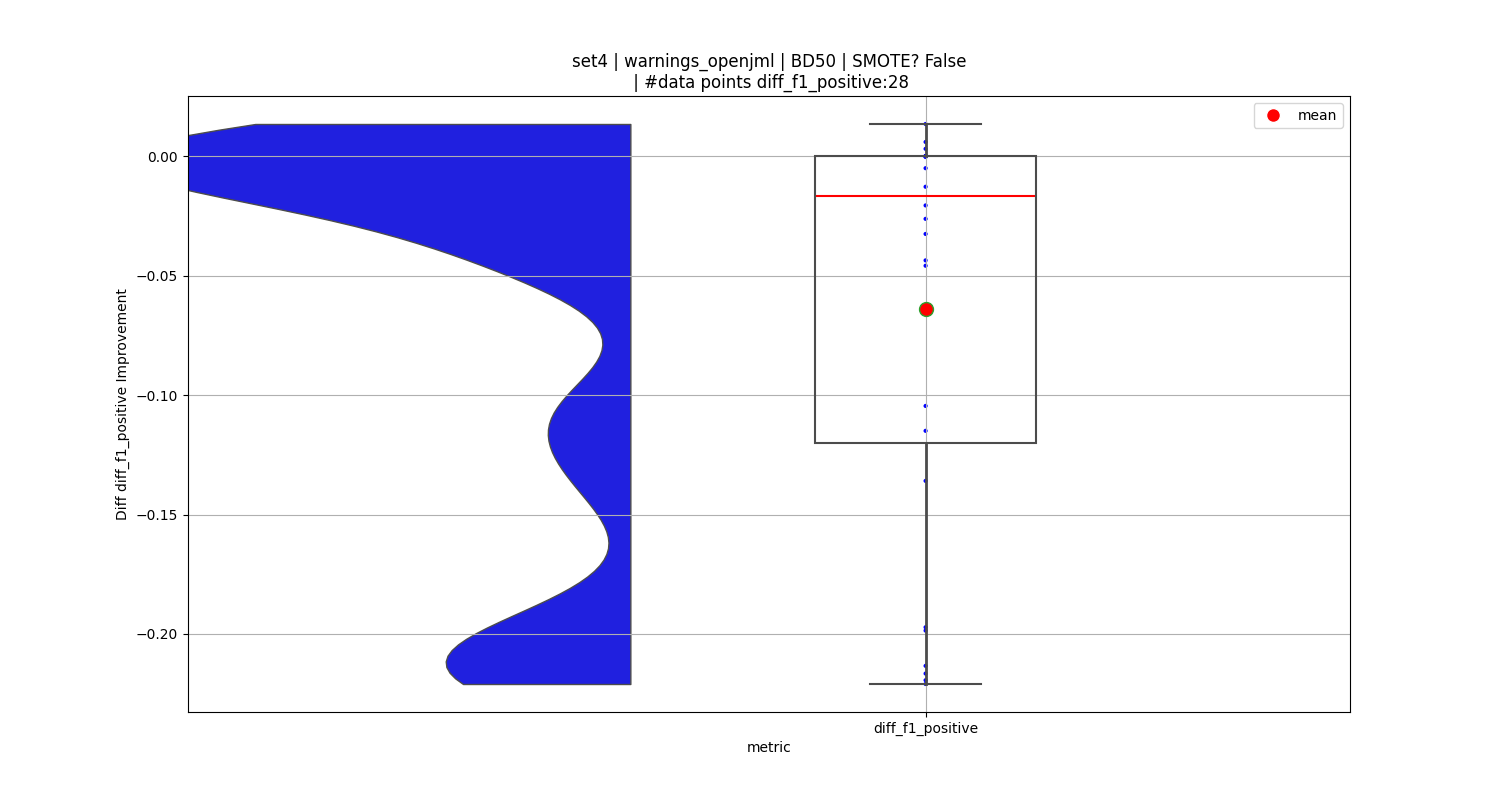 set4 | warnings_openjml | BD50 | SMOTE? False
| #data points diff_f1_positive:28
mean
0.00
−0.05
−0.10
−0.15
−0.20
Diff diff_f1_positive Improvement
diff_f1_positive
metric